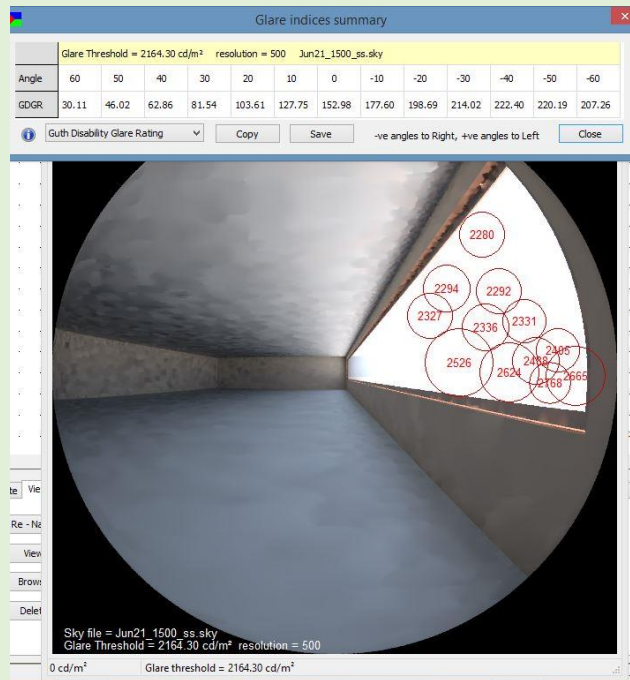 Glare indices summary
Glare Threshold = 2164.30 cd/m² resolution = 500 Jun21_1500_ss.sky
Angle 60 50 40 30 20 10 0 -10 -20 -30 -40 -50 -60
GDGR 30.11 46.02 62.86 81.54 103.61 127.75 152.98 177.60 198.69 214.02 222.40 220.19 207.26
Guth Disability Glare Rating Copy Save -ve angles to Right, +ve angles to Left Close
2280
2294 2292
2327 2336 2331
2526 2624 2665
2768
te Vie
Re - Na
View
Brows
Delet
Sky file = Jun21_1500_ss.sky
Glare Threshold = 2164.30 cd/m² resolution = 500
0 cd/m² Glare threshold = 2164.30 cd/m²